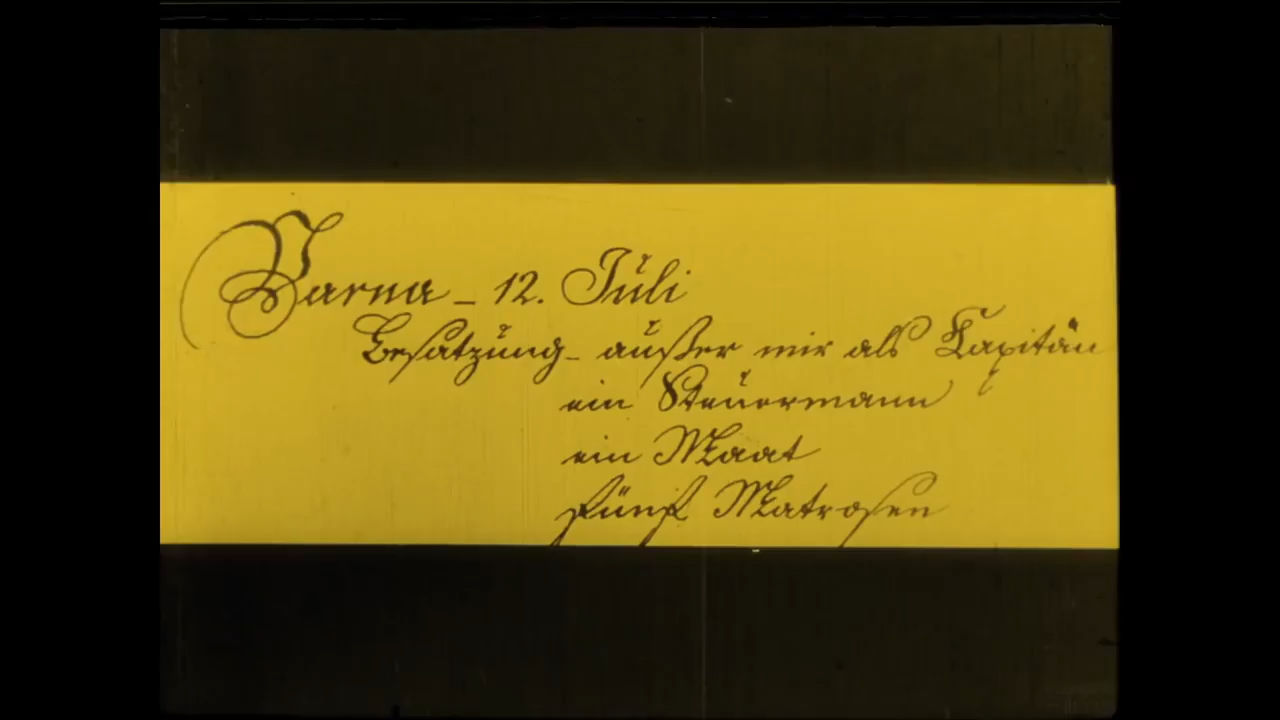 Varna – 12. Juli
Besatzung – außer mir als Kapitän
ein Steuermann
ein Maat
fünf Matrosen